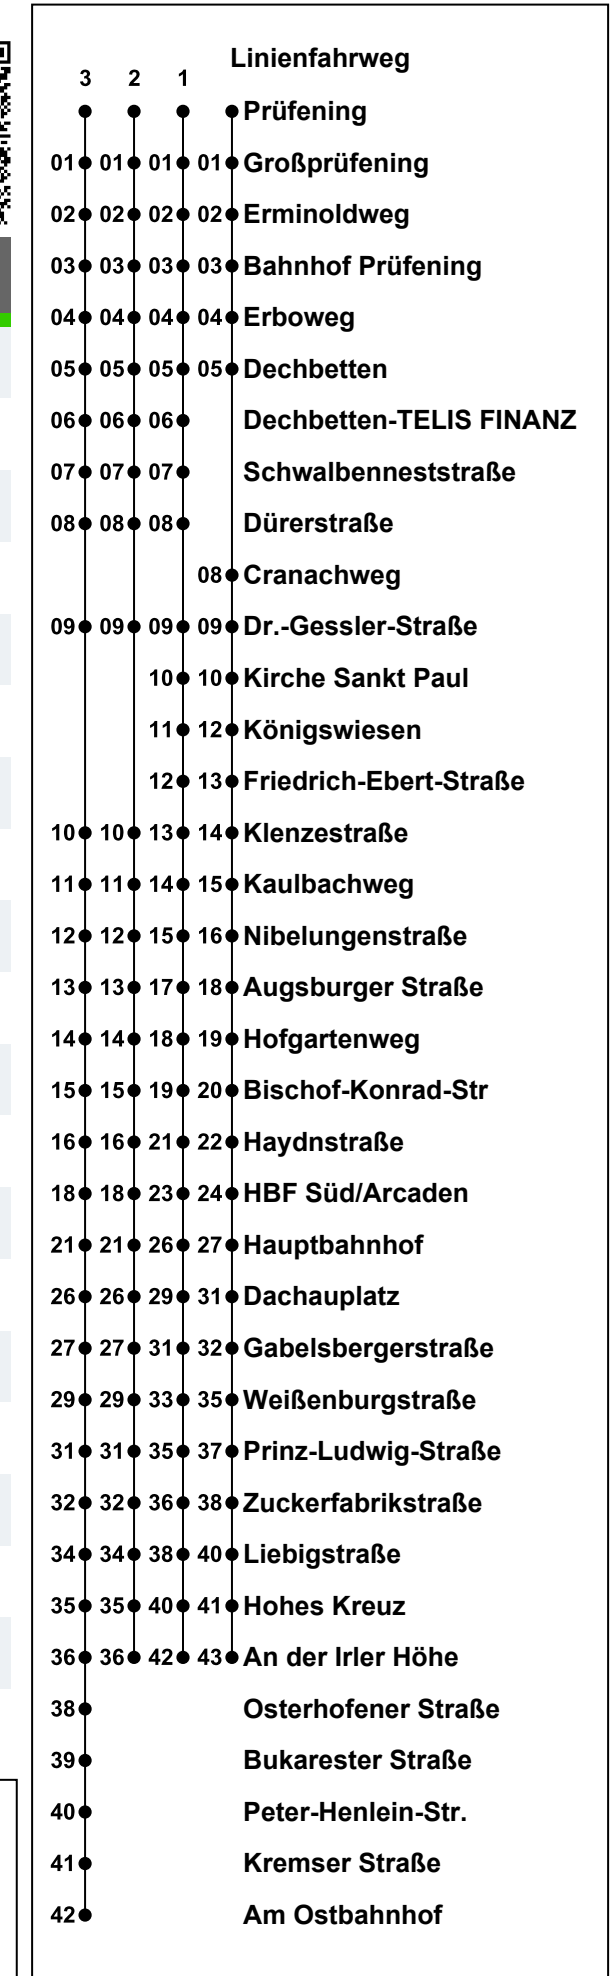 Linienfahrweg
3 2 1
Prüfening
01 01 01 01 Großprüfening
02 02 02 02 Erminoldweg
03 03 03 03 Bahnhof Prüfening
04 04 04 04 Erboweg
05 05 05 05 Dechbetten
06 06 06 Dechbetten-TELIS FINANZ
07 07 07 Schwalbenneststraße
08 08 08 Dürerstraße
08 Cranachweg
09 09 09 09 Dr.-Gessler-Straße
10 10 Kirche Sankt Paul
11 12 Königswiesen
12 13 Friedrich-Ebert-Straße
10 10 13 14 Klenzestraße
11 11 14 15 Kaulbachweg
12 12 15 16 Nibelungenstraße
13 13 17 18 Augsburger Straße
14 14 18 19 Hofgartenweg
15 15 19 20 Bischof-Konrad-Str
16 16 21 22 Haydnstraße
18 18 23 24 HBF Süd/Arcaden
21 21 26 27 Hauptbahnhof
26 26 29 31 Dachauplatz
27 27 31 32 Gabelsbergerstraße
29 29 33 35 Weißenburgstraße
31 31 35 37 Prinz-Ludwig-Straße
32 32 36 38 Zuckerfabrikstraße
34 34 38 40 Liebigstraße
35 35 40 41 Hohes Kreuz
36 36 42 43 An der Irler Höhe
38 Osterhofener Straße
39 Bukarester Straße
40 Peter-Henlein-Str.
41 Kremser Straße
42 Am Ostbahnhof